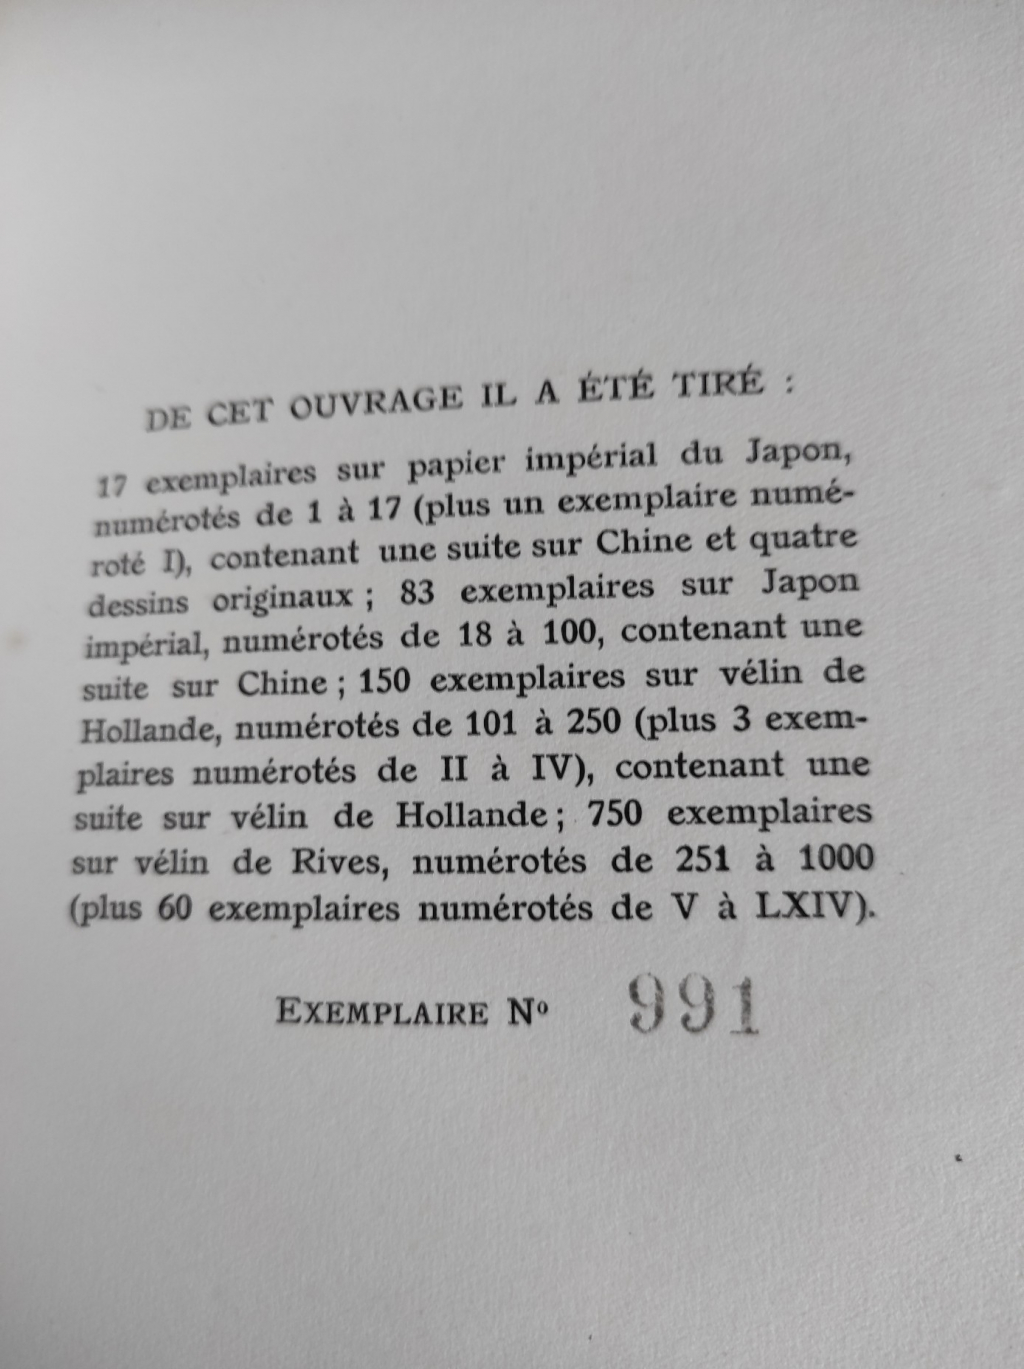 DE CET OUVRAGE IL A ÉTÉ TIRÉ :
17 exemplaires sur papier impérial du Japon,
numérotés de 1 à 17 (plus un exemplaire numé-
roté I), contenant une suite sur Chine et quatre
dessins originaux ; 83 exemplaires sur Japon
impérial, numérotés de 18 à 100, contenant une
suite sur Chine ; 150 exemplaires sur vélin de
Hollande, numérotés de 101 à 250 (plus 3 exem-
plaires numérotés de II à IV), contenant une
suite sur vélin de Hollande ; 750 exemplaires
sur vélin de Rives, numérotés de 251 à 1000
(plus 60 exemplaires numérotés de V à LXIV).
EXEMPLAIRE Nº 991